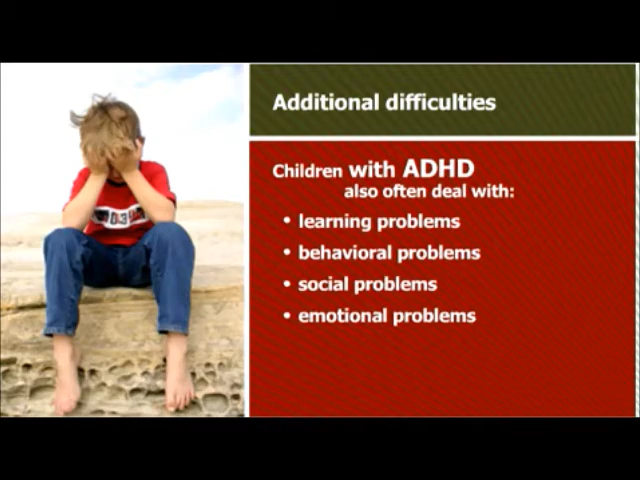 Additional difficulties
Children with ADHD
also often deal with:
• learning problems
• behavioral problems
• social problems
• emotional problems